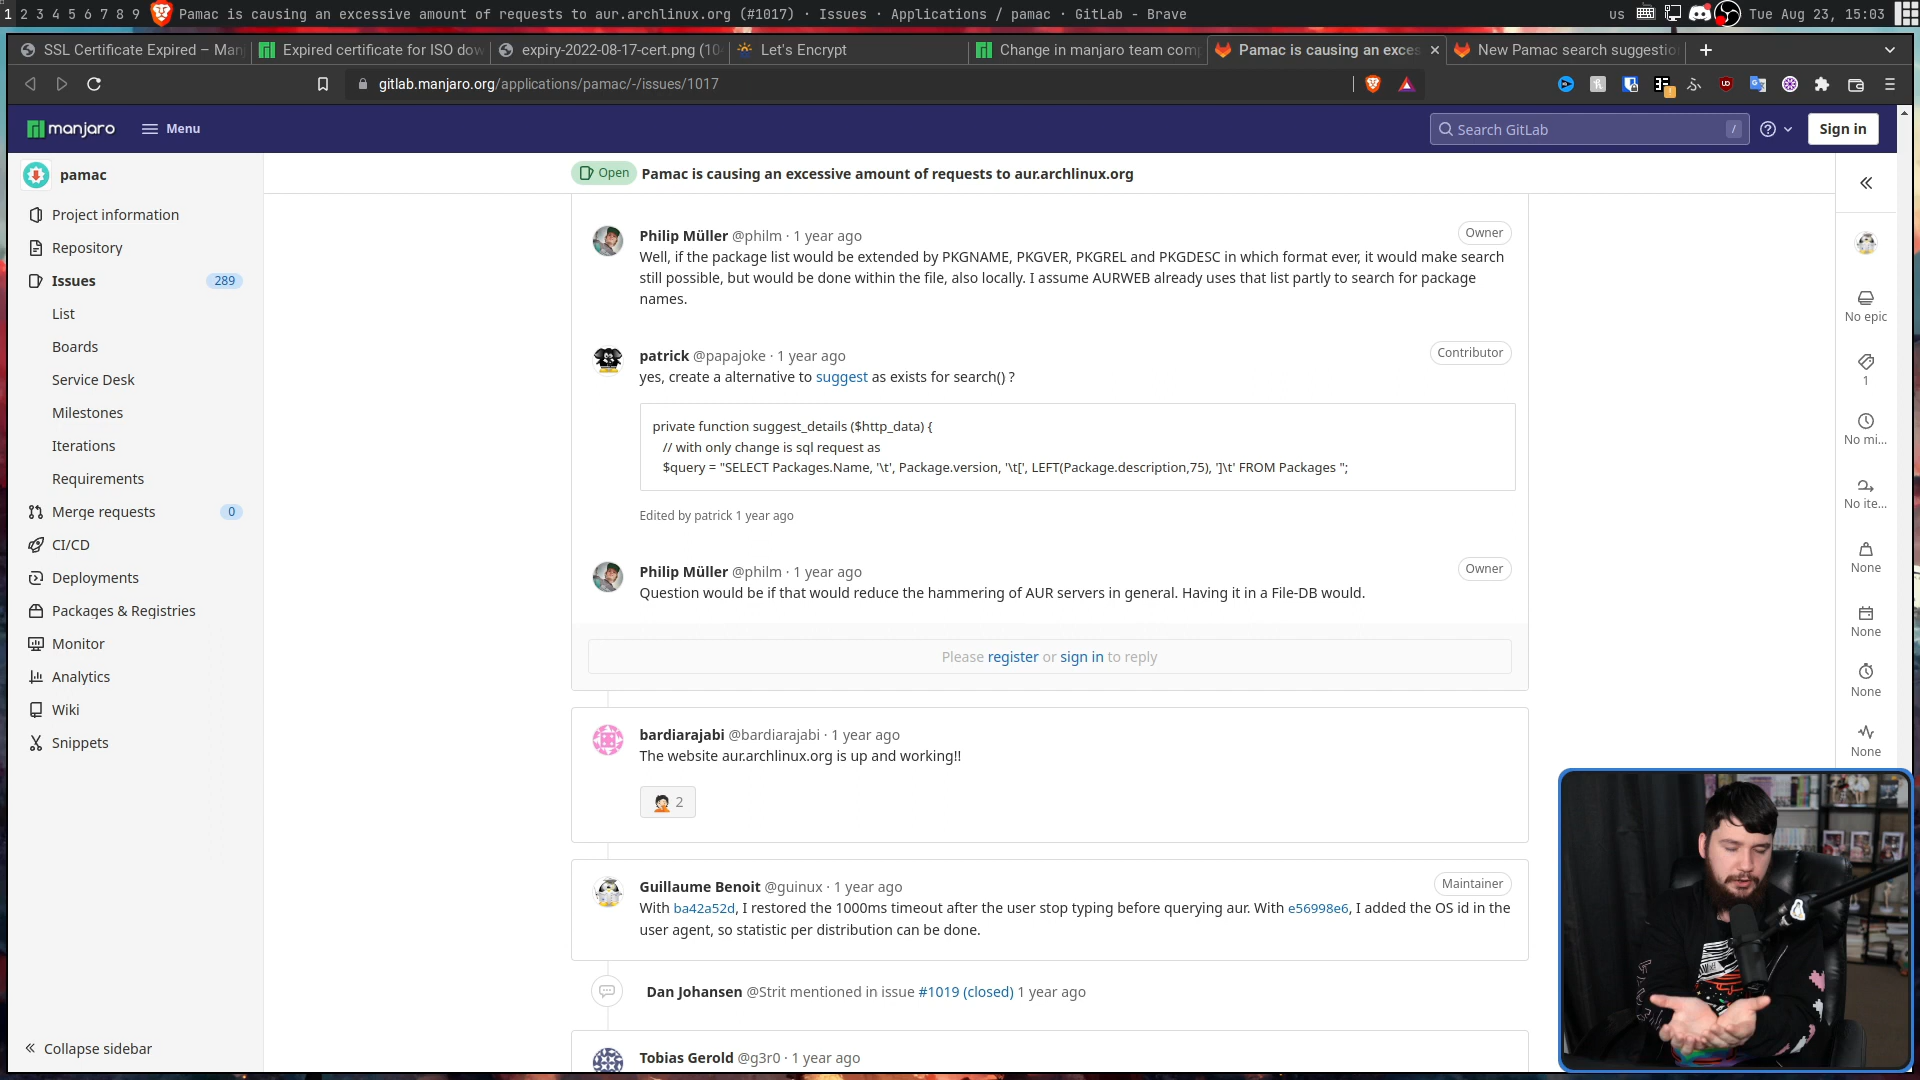 1 2 3 4 5 6 7 8 9 Pamac is causing an excessive amount of requests to aur.archlinux.org (#1017) · Issues · Applications / pamac · GitLab - Brave
us Tue Aug 23, 15:03
SSL Certificate Expired – Man
Expired certificate for ISO dow
expiry-2022-08-17-cert.png (10
Let's Encrypt
Change in manjaro team comp
Pamac is causing an exces
New Pamac search suggestio
gitlab.manjaro.org/applications/pamac/-/issues/1017
manjaro
Menu
Search GitLab /
Sign in
pamac
Project information
Repository
Issues 289
List
Boards
Service Desk
Milestones
Iterations
Requirements
Merge requests 0
CI/CD
Deployments
Packages & Registries
Monitor
Analytics
Wiki
Snippets
Collapse sidebar
Open Pamac is causing an excessive amount of requests to aur.archlinux.org
Philip Müller @philm · 1 year ago
Owner
Well, if the package list would be extended by PKGNAME, PKGVER, PKGREL and PKGDESC in which format ever, it would make search
still possible, but would be done within the file, also locally. I assume AURWEB already uses that list partly to search for package
names.
patrick @papajoke · 1 year ago
Contributor
yes, create a alternative to suggest as exists for search() ?
private function suggest_details ($http_data) {
// with only change is sql request as
$query = "SELECT Packages.Name, '\t', Package.version, '\t[', LEFT(Package.description,75), ']\t' FROM Packages ";
Edited by patrick 1 year ago
Philip Müller @philm · 1 year ago
Owner
Question would be if that would reduce the hammering of AUR servers in general. Having it in a File-DB would.
Please register or sign in to reply
bardiarajabi @bardiarajabi · 1 year ago
The website aur.archlinux.org is up and working!!
2
Guillaume Benoit @guinux · 1 year ago
Maintainer
With ba42a52d, I restored the 1000ms timeout after the user stop typing before querying aur. With e56998e6, I added the OS id in the
user agent, so statistic per distribution can be done.
Dan Johansen @Strit mentioned in issue #1019 (closed) 1 year ago
Tobias Gerold @g3r0 · 1 year ago
No epic
1
No mi...
No ite...
None
None
None
None